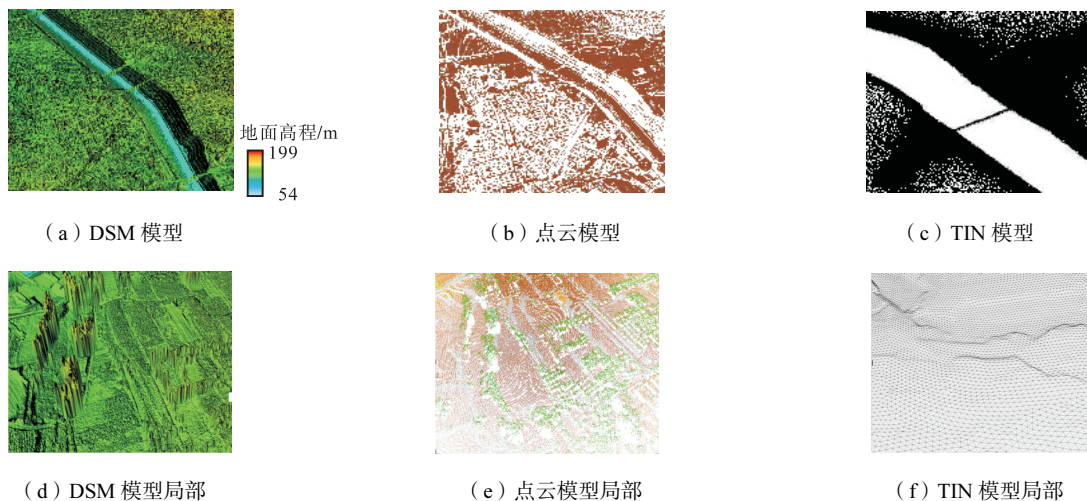 地面高程/m
199
54
（a）DSM 模型
（b）点云模型
（c）TIN 模型
（d）DSM 模型局部
（e）点云模型局部
（f）TIN 模型局部